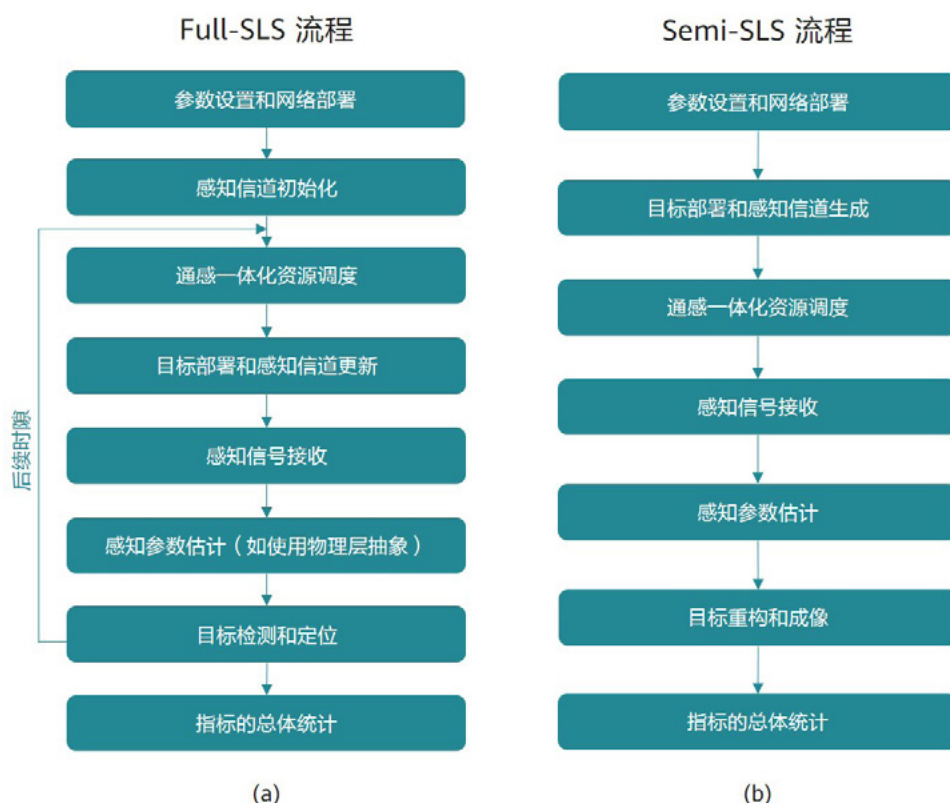 Full-SLS 流程
参数设置和网络部署
感知信道初始化
通感一体化资源调度
目标部署和感知信道更新
感知信号接收
感知参数估计（如使用物理层抽象）
目标检测和定位
指标的总体统计
后续时隙
(a)
Semi-SLS 流程
参数设置和网络部署
目标部署和感知信道生成
通感一体化资源调度
感知信号接收
感知参数估计
目标重构和成像
指标的总体统计
(b)